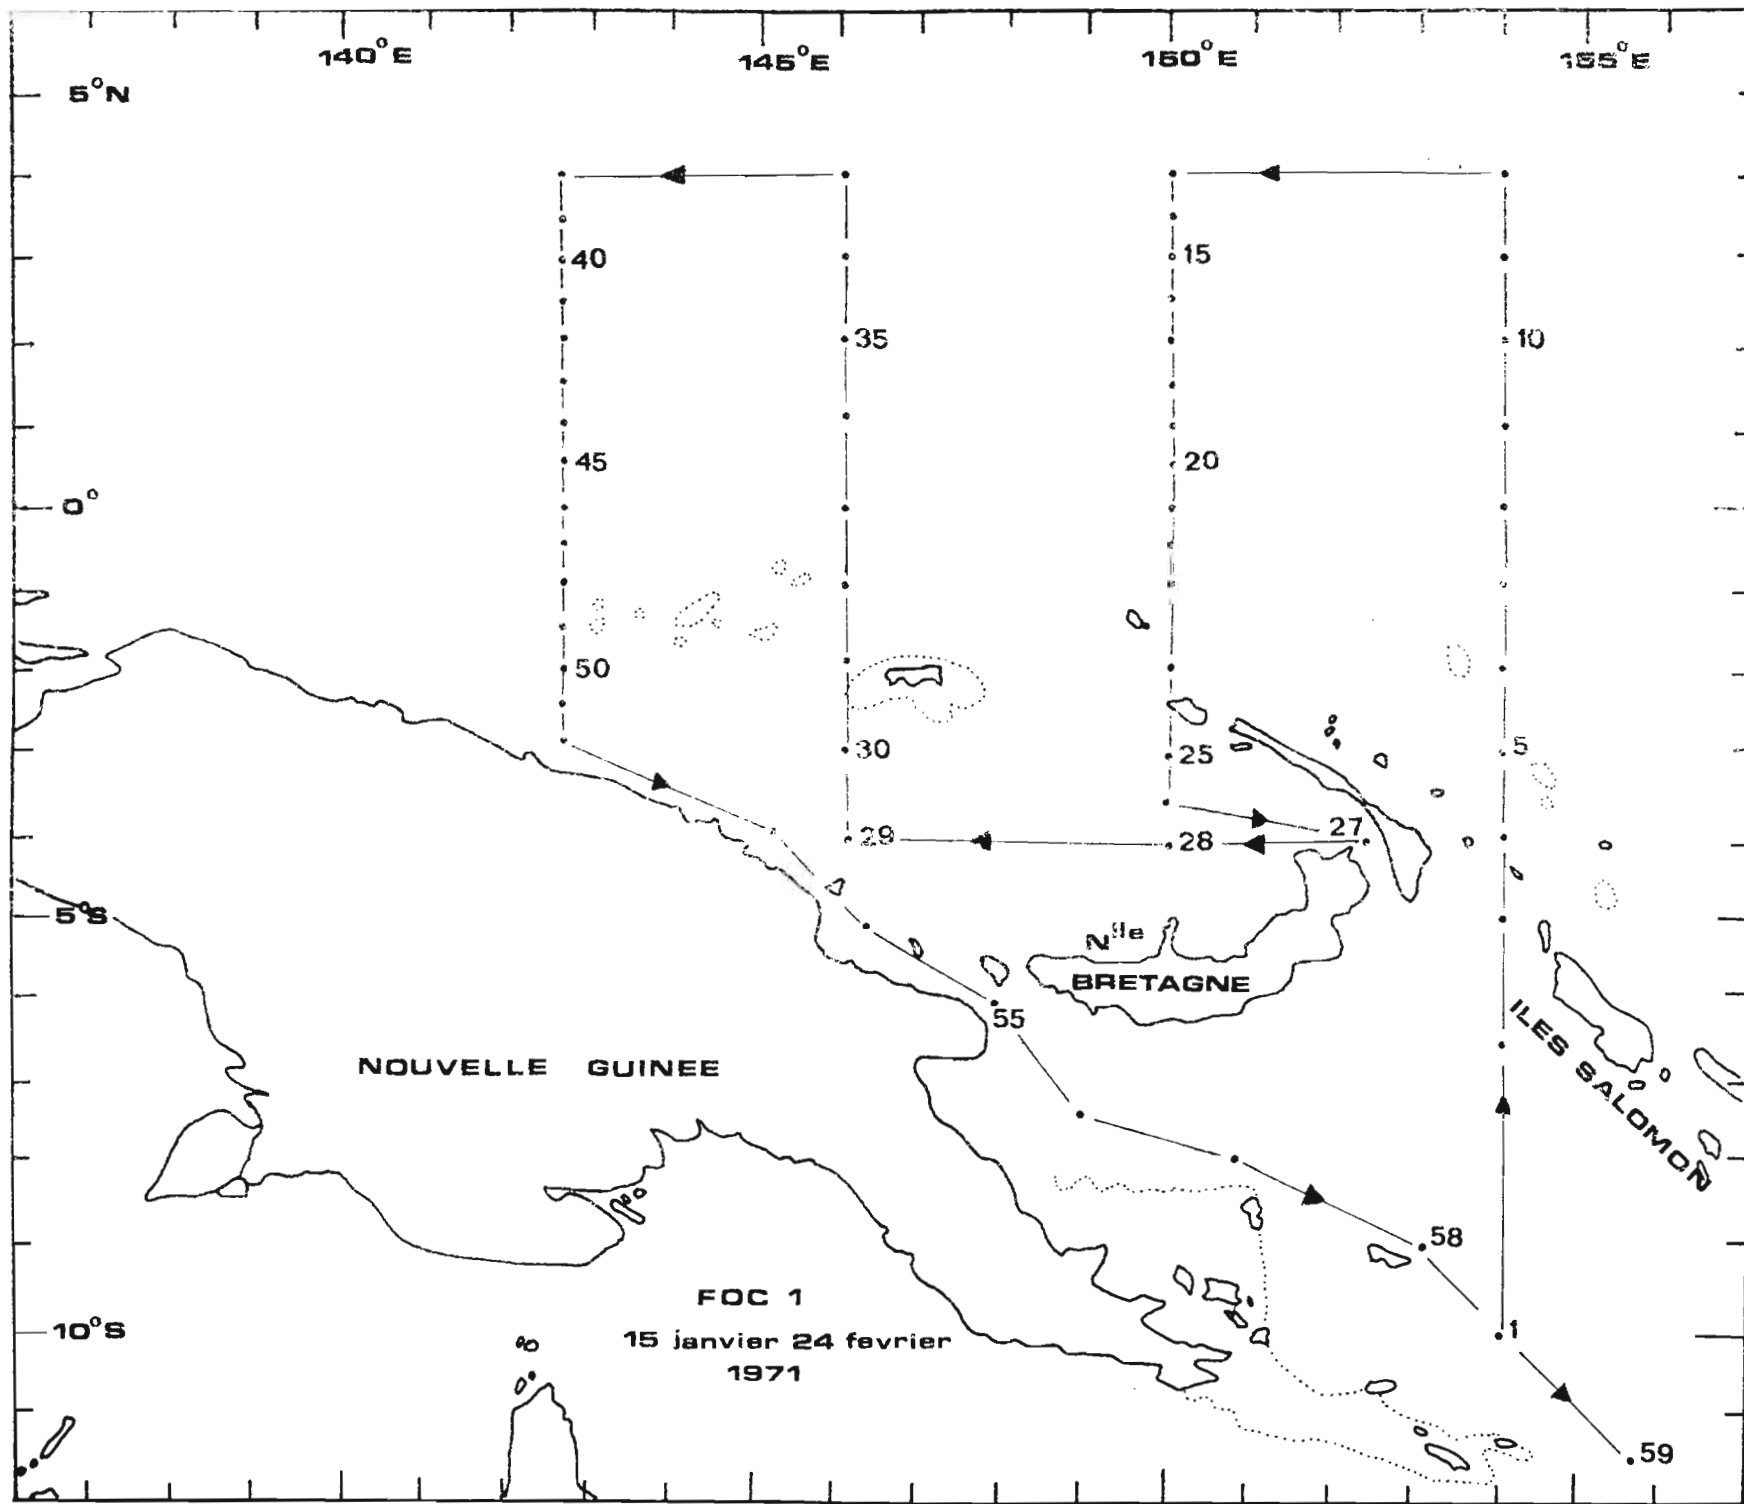 140°E
145°E
150°E
155°E
5°N
40
15
35
10
45
20
0°
50
5
30
25
27
29
28
5°S
Nlle
BRETAGNE
55
ILES SALOMON
NOUVELLE GUINEE
58
FOC 1
10°S
1
15 janvier 24 fevrier
1971
59